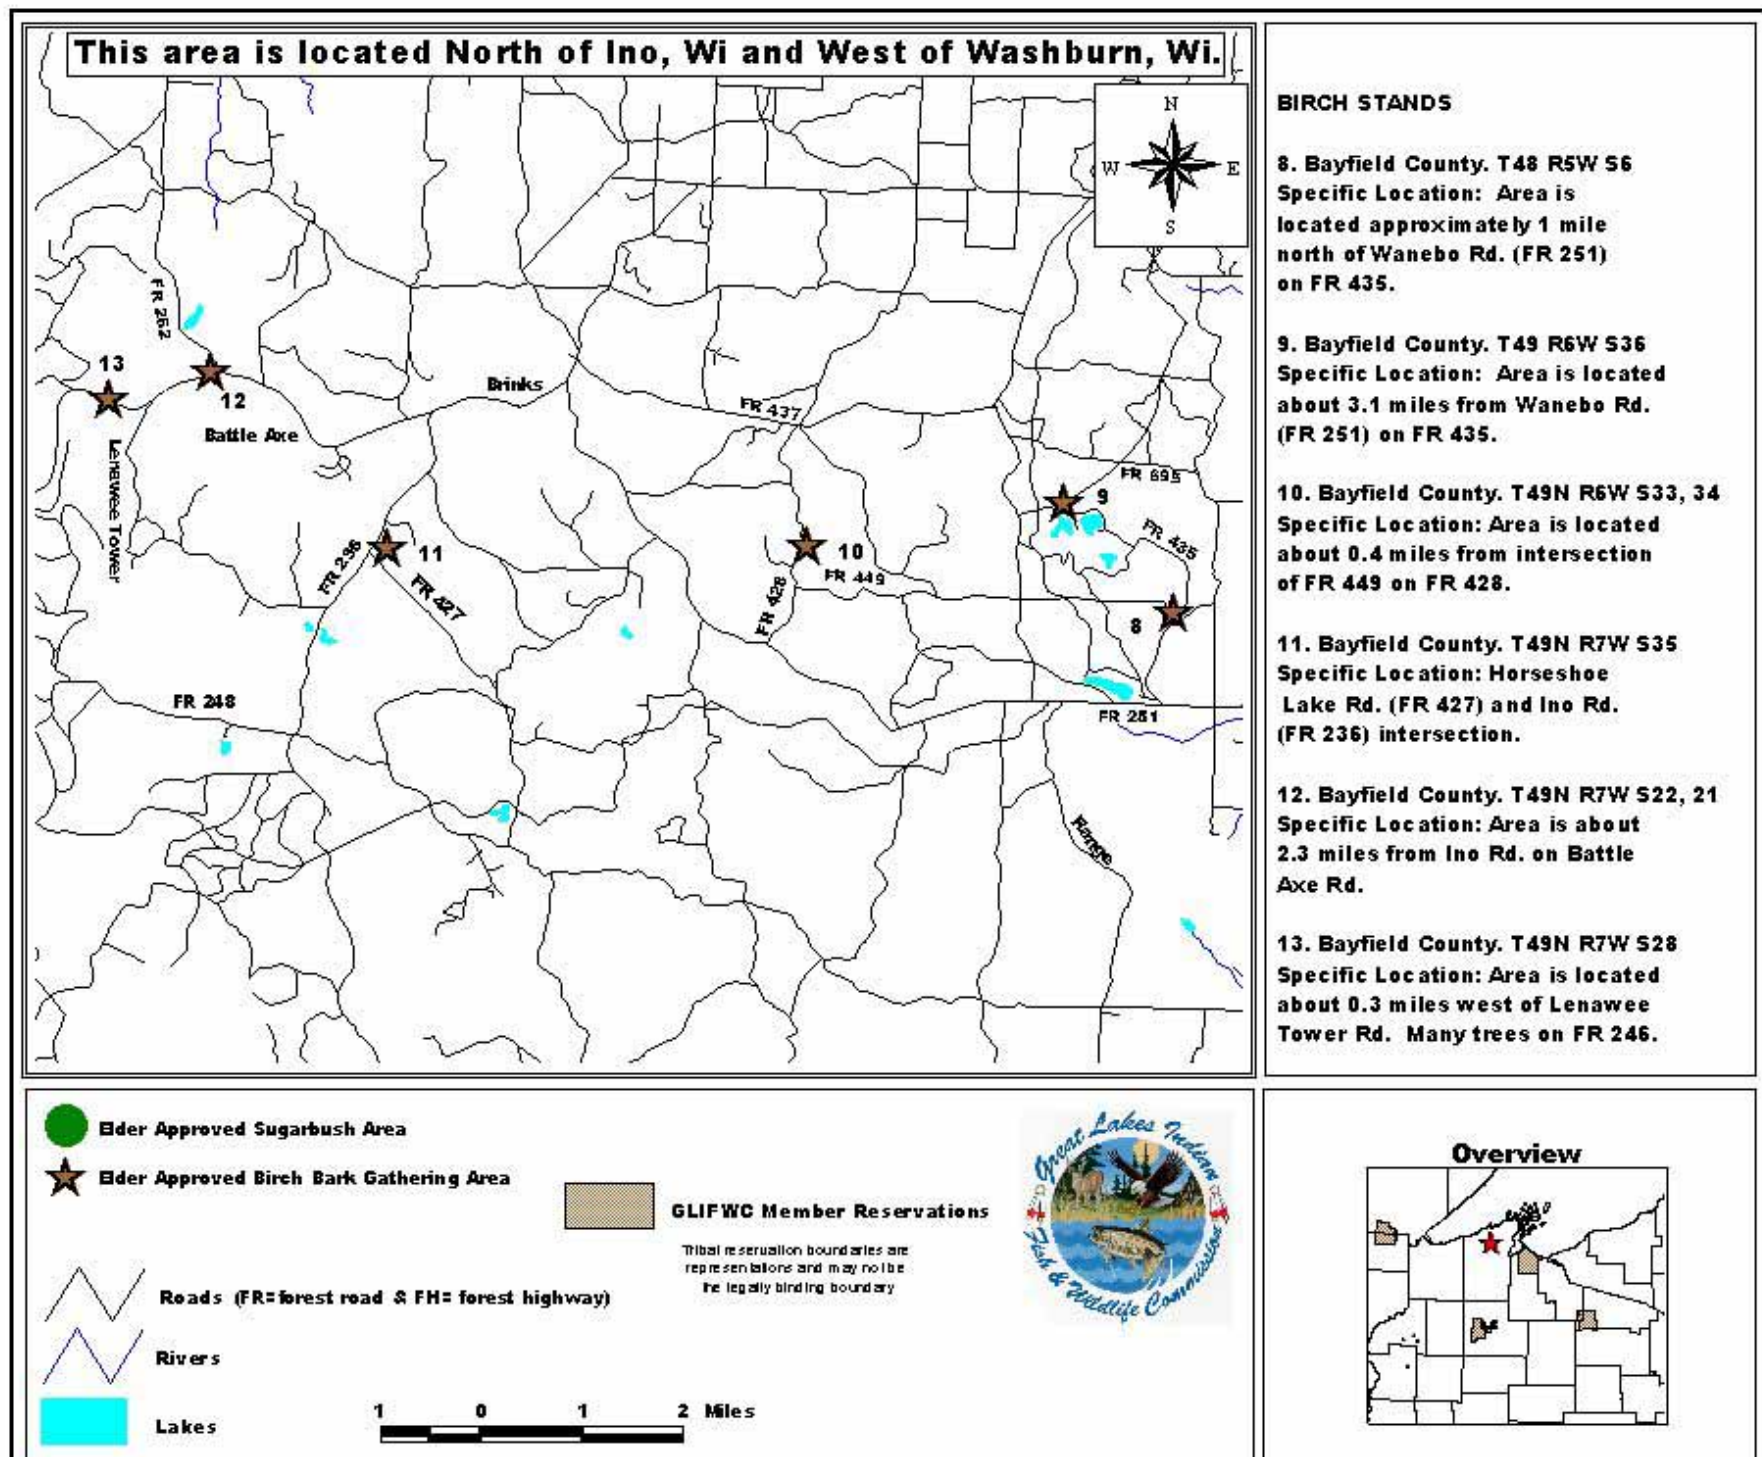 This area is located North of Ino, Wi and West of Washburn, Wi.
N
W
E
S
FR 262
13
12
Battle Axe
Brinks
FR 437
Lenawee Tower
FR 695
9
FR 435
10
FR 449
FR 428
11
FR 236
FR 427
8
FR 248
FR 251
Range
BIRCH STANDS
8. Bayfield County. T48 R5W S6
Specific Location: Area is
located approximately 1 mile
north of Wanebo Rd. (FR 251)
on FR 435.
9. Bayfield County. T49 R6W S36
Specific Location: Area is located
about 3.1 miles from Wanebo Rd.
(FR 251) on FR 435.
10. Bayfield County. T49N R6W S33, 34
Specific Location: Area is located
about 0.4 miles from intersection
of FR 449 on FR 428.
11. Bayfield County. T49N R7W S35
Specific Location: Horseshoe
Lake Rd. (FR 427) and Ino Rd.
(FR 236) intersection.
12. Bayfield County. T49N R7W S22, 21
Specific Location: Area is about
2.3 miles from Ino Rd. on Battle
Axe Rd.
13. Bayfield County. T49N R7W S28
Specific Location: Area is located
about 0.3 miles west of Lenawee
Tower Rd. Many trees on FR 246.
Elder Approved Sugarbush Area
Elder Approved Birch Bark Gathering Area
GLIFWC Member Reservations
Tribal reservation boundaries are
representations and may not be
the legally binding boundary
Roads (FR=forest road & FH= forest highway)
Rivers
Lakes
1 0 1 2 Miles
Great Lakes Indian
Fish & Wildlife Commission
Overview